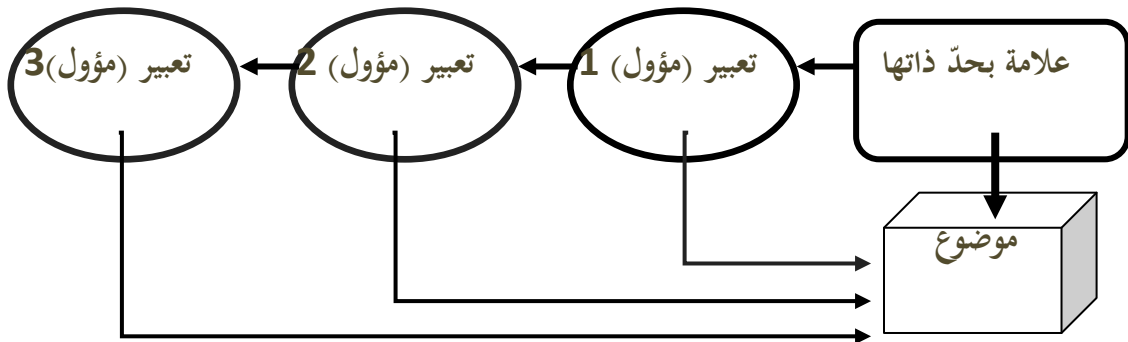 علامة بحدّ ذاتها
تعبير (مؤول) 1
تعبير (مؤول) 2
تعبير (مؤول)3
موضوع